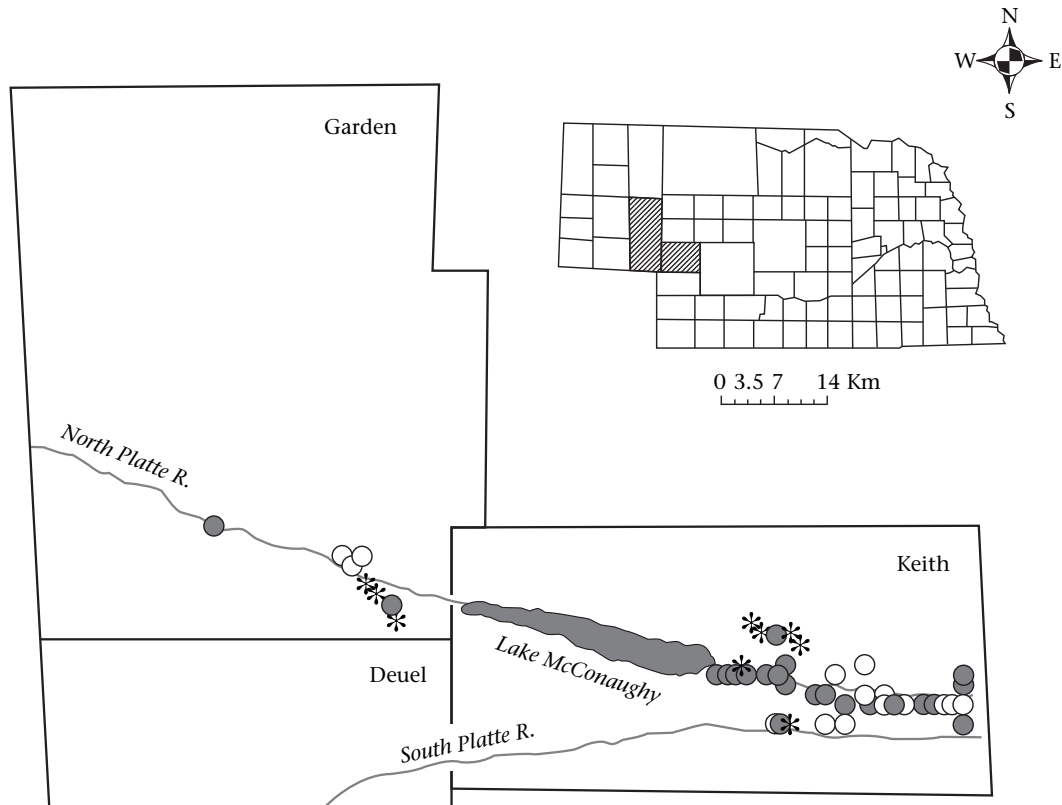 N
W E
S
Garden
0 3.5 7 14 Km
North Platte R.
Keith
Lake McConaughy
Deuel
South Platte R.